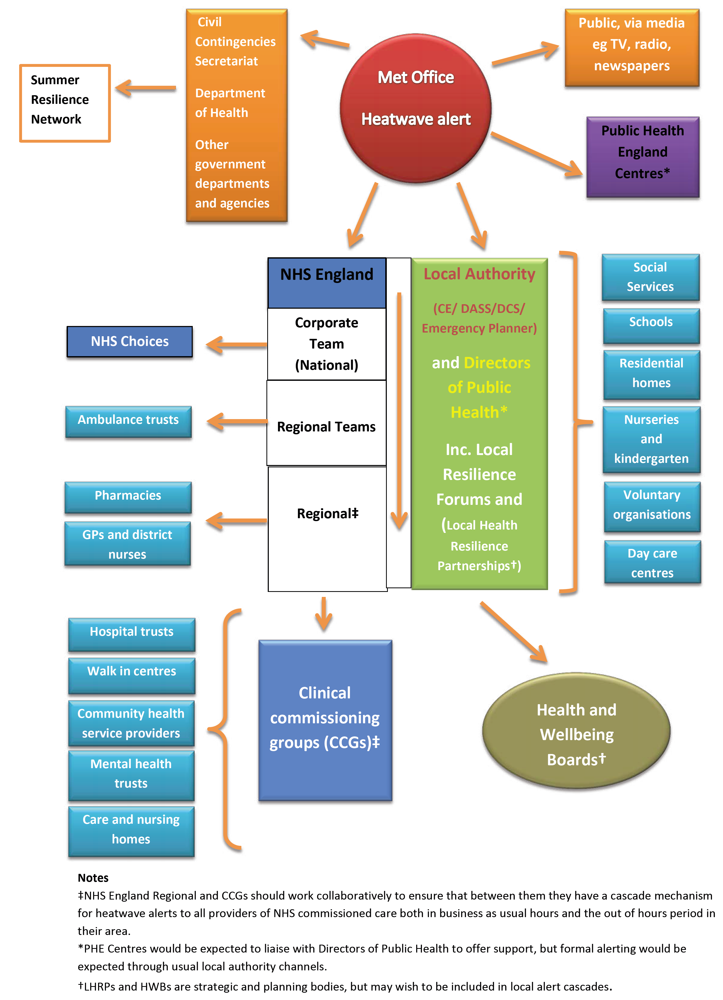 Civil
Contingencies
Secretariat
Department
of Health
Other
government
departments
and agencies
Summer
Resilience
Network
Met Office
Heatwave alert
Public, via media
eg TV, radio,
newspapers
Public Health
England
Centres*
NHS England
Corporate
Team
(National)
Regional Teams
Regional‡
NHS Choices
Ambulance trusts
Pharmacies
GPs and district
nurses
Local Authority
(CE/ DASS/DCS/
Emergency Planner)
and Directors
of Public
Health*
Inc. Local
Resilience
Forums and
(Local Health
Resilience
Partnerships†)
Social
Services
Schools
Residential
homes
Nurseries
and
kindergarten
Voluntary
organisations
Day care
centres
Hospital trusts
Walk in centres
Community health
service providers
Mental health
trusts
Care and nursing
homes
Clinical
commissioning
groups (CCGs)‡
Health and
Wellbeing
Boards†
Notes
‡NHS England Regional and CCGs should work collaboratively to ensure that between them they have a cascade mechanism
for heatwave alerts to all providers of NHS commissioned care both in business as usual hours and the out of hours period in
their area.
*PHE Centres would be expected to liaise with Directors of Public Health to offer support, but formal alerting would be
expected through usual local authority channels.
†LHRPs and HWBs are strategic and planning bodies, but may wish to be included in local alert cascades.